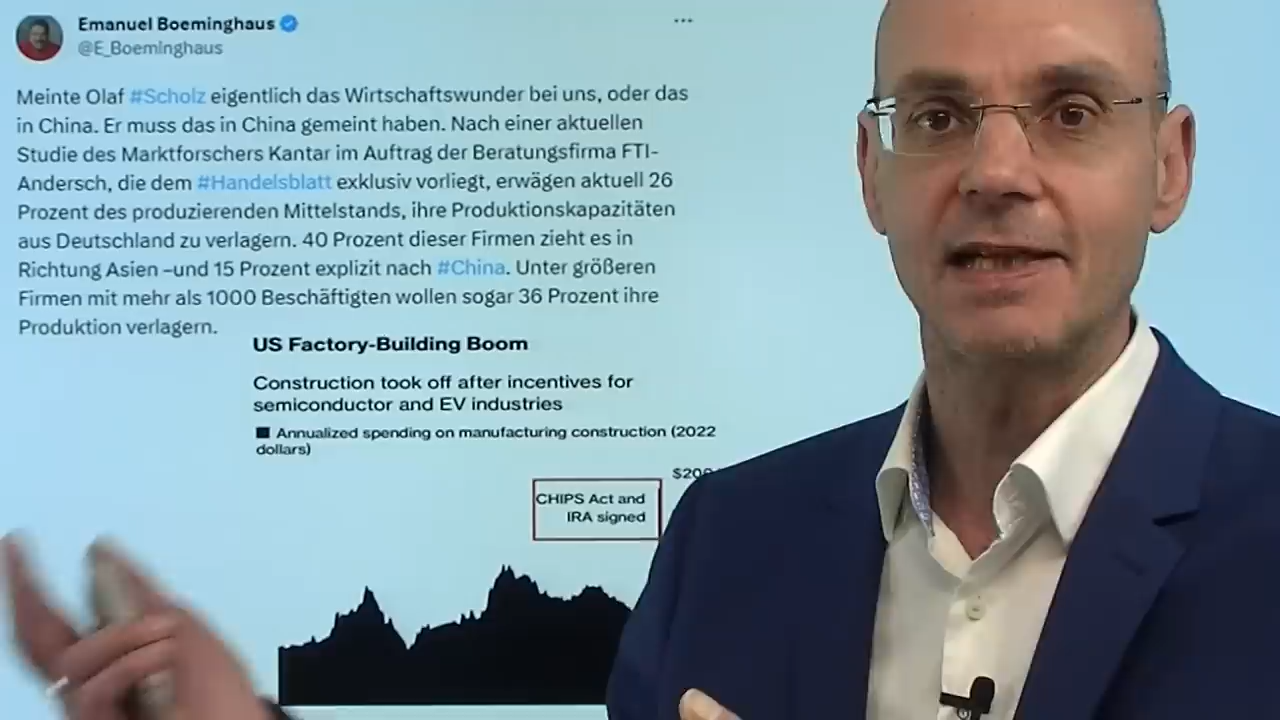 Emanuel Boeminghaus
@E_Boeminghaus
Meinte Olaf #Scholz eigentlich das Wirtschaftswunder bei uns, oder das
in China. Er muss das in China gemeint haben. Nach einer aktuellen
Studie des Marktforschers Kantar im Auftrag der Beratungsfirma FTI-
Andersch, die dem #Handelsblatt exklusiv vorliegt, erwägen aktuell 26
Prozent des produzierenden Mittelstands, ihre Produktionskapazitäten
aus Deutschland zu verlagern. 40 Prozent dieser Firmen zieht es in
Richtung Asien –und 15 Prozent explizit nach #China. Unter größeren
Firmen mit mehr als 1000 Beschäftigten wollen sogar 36 Prozent ihre
Produktion verlagern.
US Factory-Building Boom
Construction took off after incentives for
semiconductor and EV industries
Annualized spending on manufacturing construction (2022
dollars)
CHIPS Act and
IRA signed